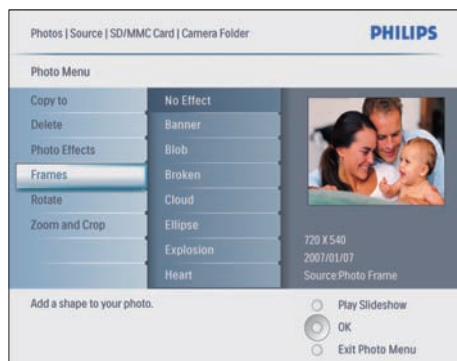 Photos | Source | SD/MMC Card | Camera Folder
PHILIPS
Photo Menu
Copy to
Delete
Photo Effects
Frames
Rotate
Zoom and Crop
No Effect
Banner
Blob
Broken
Cloud
Ellipse
Explosion
Heart
720 X 540
2007/01/07
Source:Photo Frame
Add a shape to your photo.
Play Slideshow
OK
Exit Photo Menu